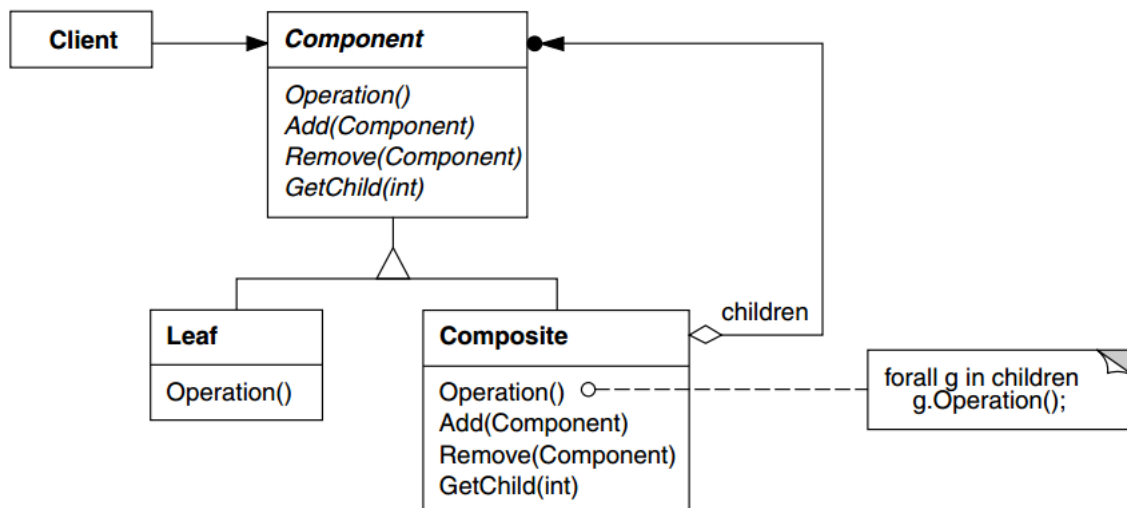 Client
Component
Operation()
Add(Component)
Remove(Component)
GetChild(int)
Leaf
Operation()
Composite
Operation()
Add(Component)
Remove(Component)
GetChild(int)
children
forall g in children
g.Operation();